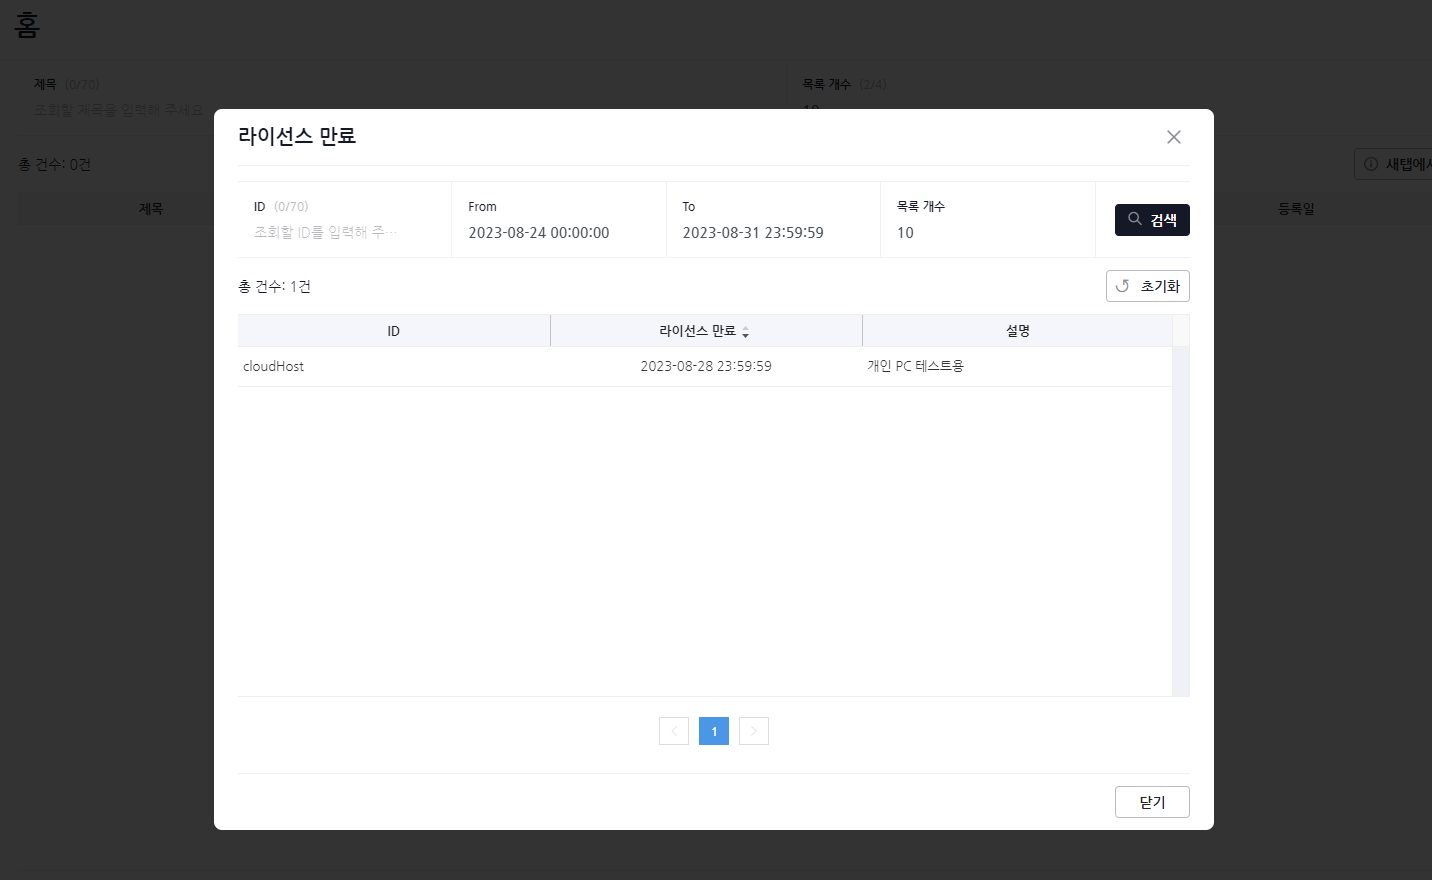 홈
제목 (0/70)
목록 개수 (2/4)
조회할 제목을 입력해 주세요
라이선스 만료
총 건수: 0건
새탭에서
제목
등록일
ID (0/70)
From
To
목록 개수
조회할 ID를 입력해 주…
2023-08-24 00:00:00
2023-08-31 23:59:59
10
검색
총 건수: 1건
초기화
ID
라이선스 만료
설명
cloudHost
2023-08-28 23:59:59
개인 PC 테스트용
1
닫기